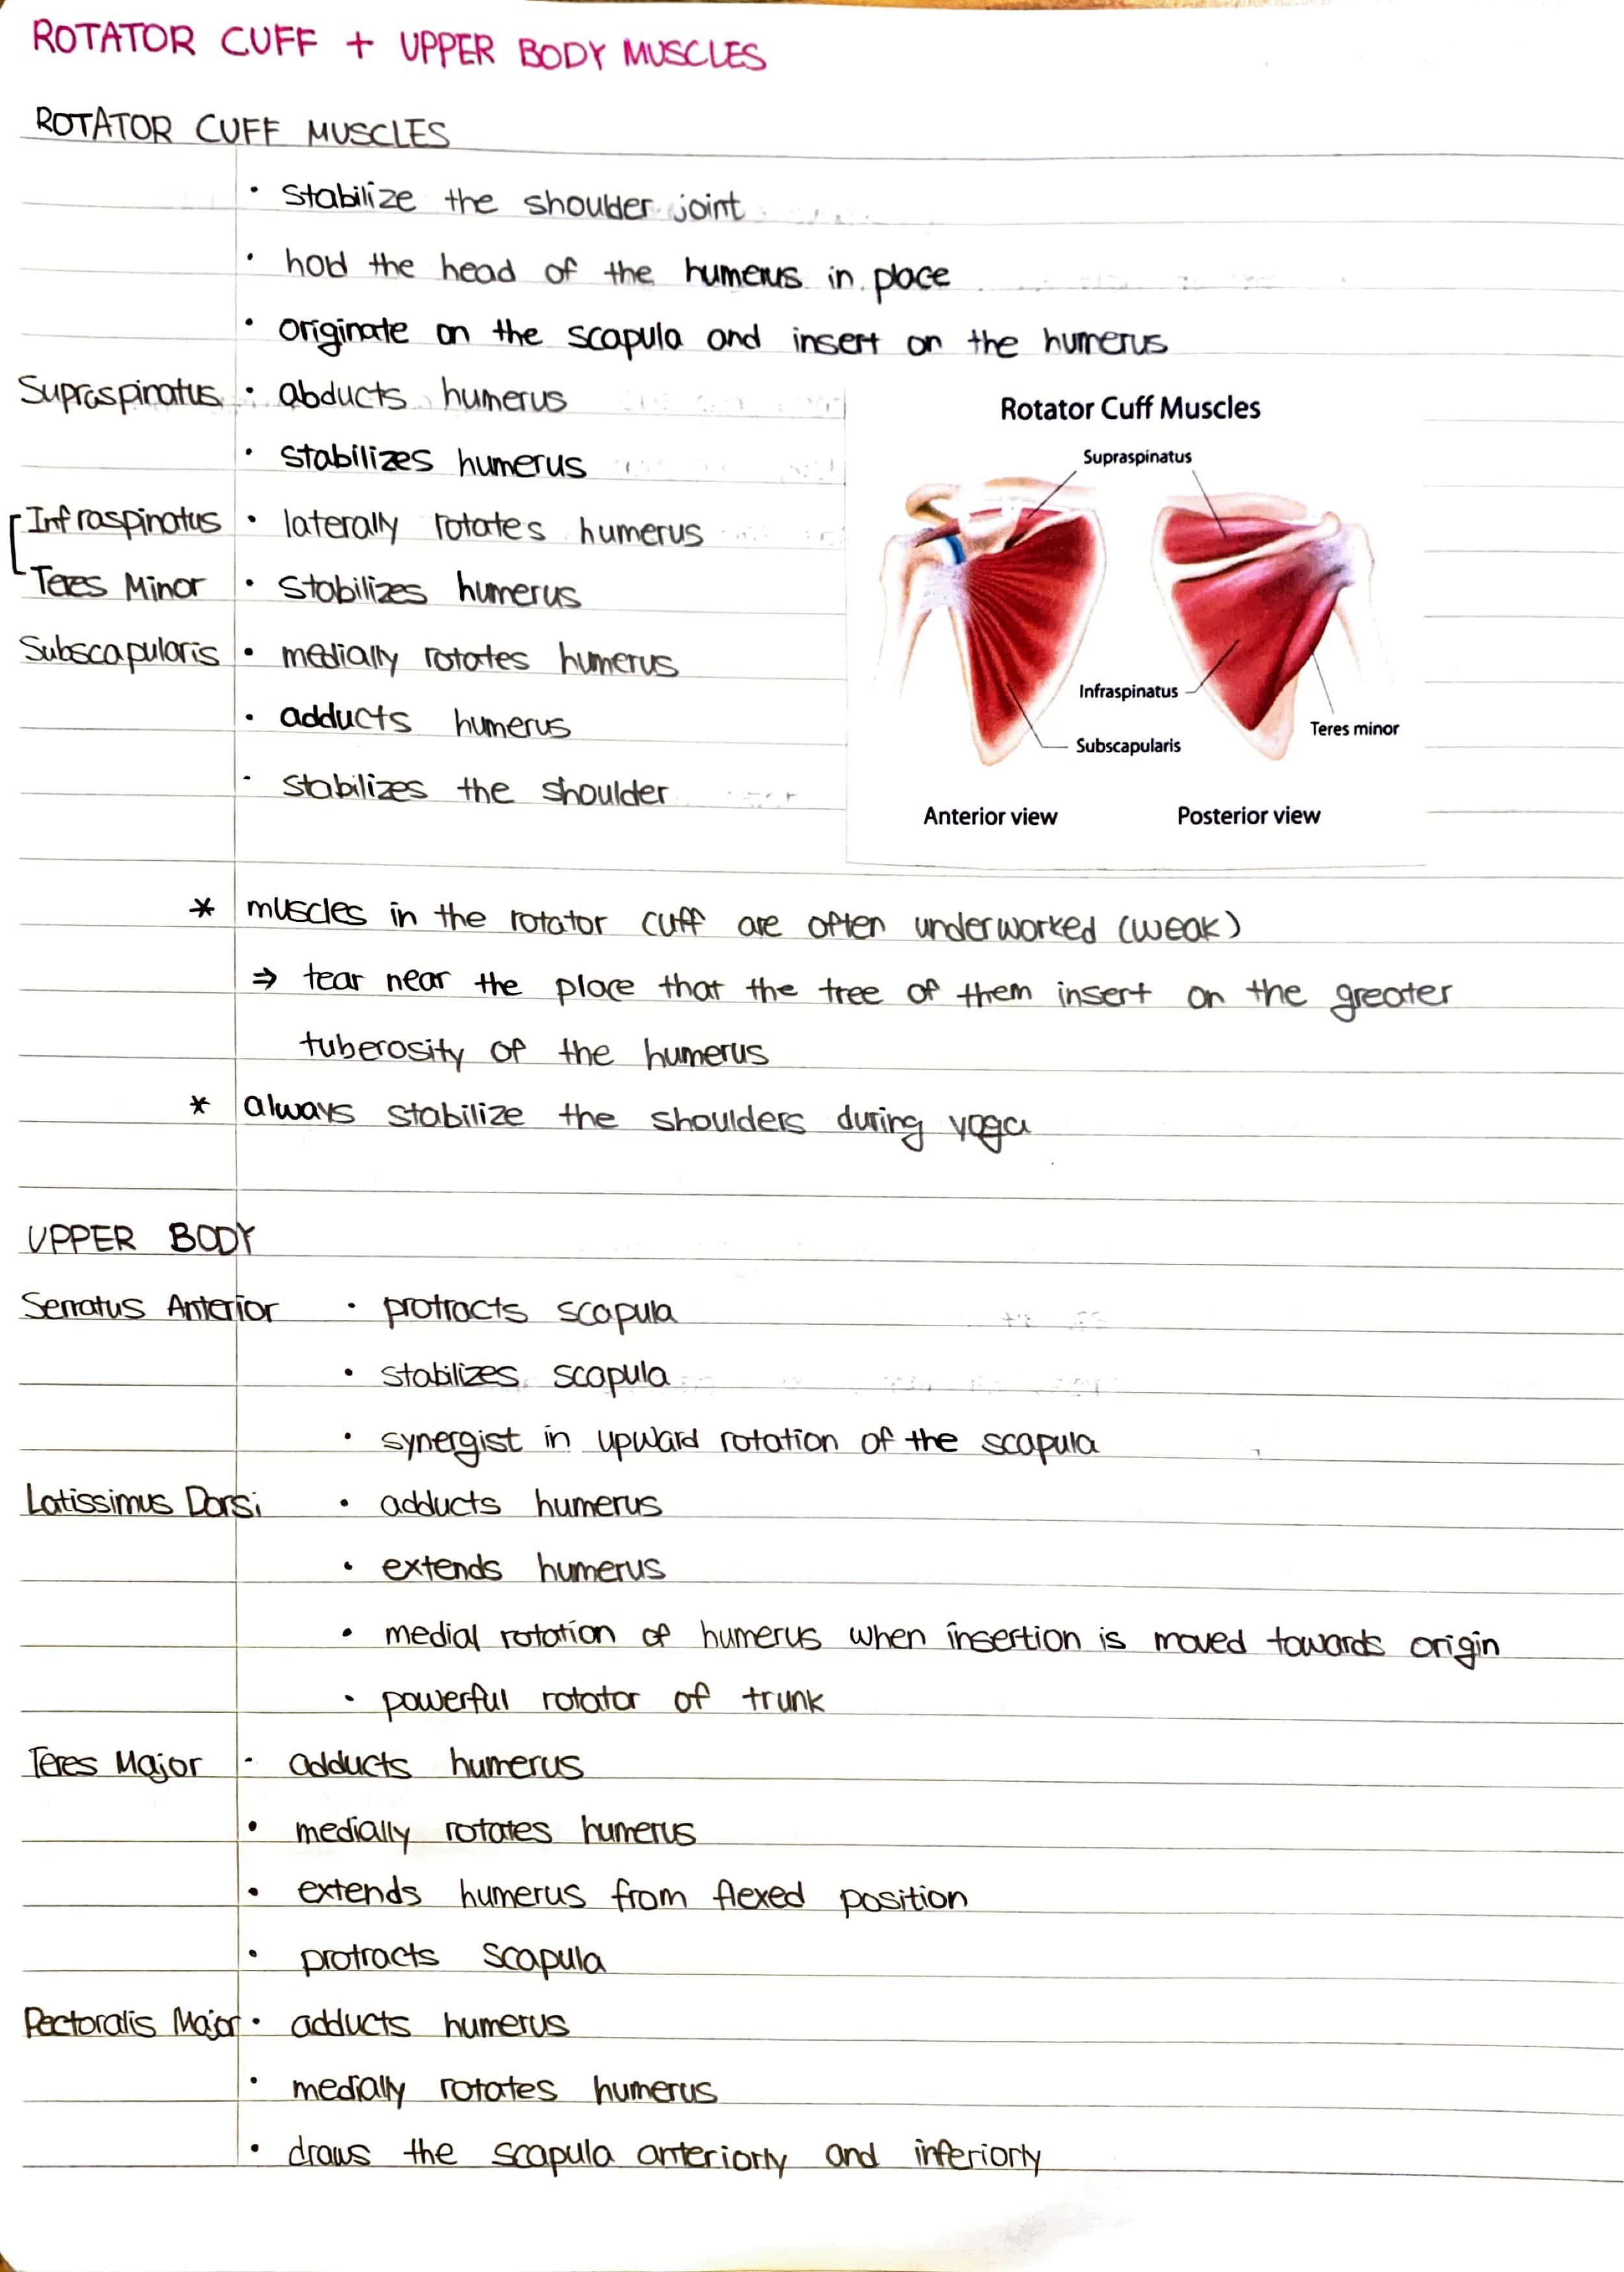 ROTATOR CUFF + UPPER BODY MUSCLES
ROTATOR CUFF MUSCLES
• stabilize the shoulder joint
• hold the head of the humerus in place
• originate on the scapula and insert on the humerus
Supraspinatus • abducts humerus
• stabilizes humerus
Infraspinatus • laterally rotates humerus
Teres Minor • stabilizes humerus
Subscapularis • medially rotates humerus
• adducts humerus
• stabilizes the shoulder
Rotator Cuff Muscles
Supraspinatus
Infraspinatus
Teres minor
Subscapularis
Anterior view Posterior view
* muscles in the rotator cuff are often underworked (weak)
⇒ tear near the place that the tree of them insert on the greater
tuberosity of the humerus
* always stabilize the shoulders during yoga
UPPER BODY
Serratus Anterior • protracts scapula
• stabilizes scapula
• synergist in upward rotation of the scapula
Latissimus Dorsi • adducts humerus
• extends humerus
• medial rotation of humerus when insertion is moved towards origin
• powerful rotator of trunk
Teres Major • adducts humerus
• medially rotates humerus
• extends humerus from flexed position
• protracts scapula
Pectoralis Major • adducts humerus
• medially rotates humerus
• draws the scapula anteriorly and inferiorly